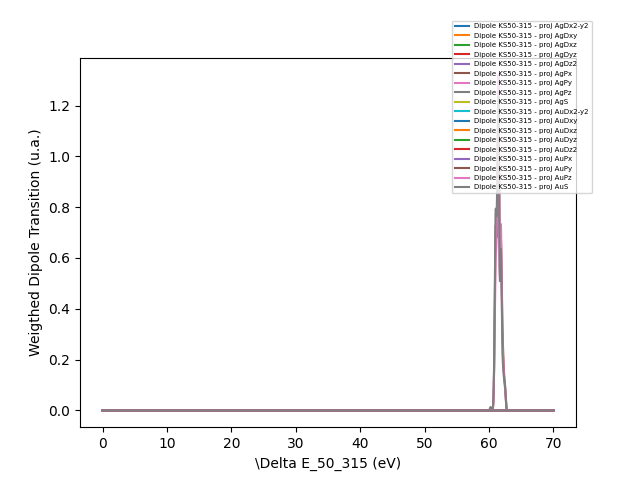 Dipole KS50-315 - proj AgDx2-y2
Dipole KS50-315 - proj AgDxy
Dipole KS50-315 - proj AgDxz
Dipole KS50-315 - proj AgDyz
Dipole KS50-315 - proj AgDz2
Dipole KS50-315 - proj AgPx
Dipole KS50-315 - proj AgPy
Dipole KS50-315 - proj AgPz
Dipole KS50-315 - proj AgS
Dipole KS50-315 - proj AuDx2-y2
Dipole KS50-315 - proj AuDxy
Dipole KS50-315 - proj AuDxz
Dipole KS50-315 - proj AuDyz
Dipole KS50-315 - proj AuDz2
Dipole KS50-315 - proj AuPx
Dipole KS50-315 - proj AuPy
Dipole KS50-315 - proj AuPz
Dipole KS50-315 - proj AuS
Weigthed Dipole Transition (u.a.)
1.2
1.0
0.8
0.6
0.4
0.2
0.0
0 10 20 30 40 50 60 70
\Delta E_50_315 (eV)